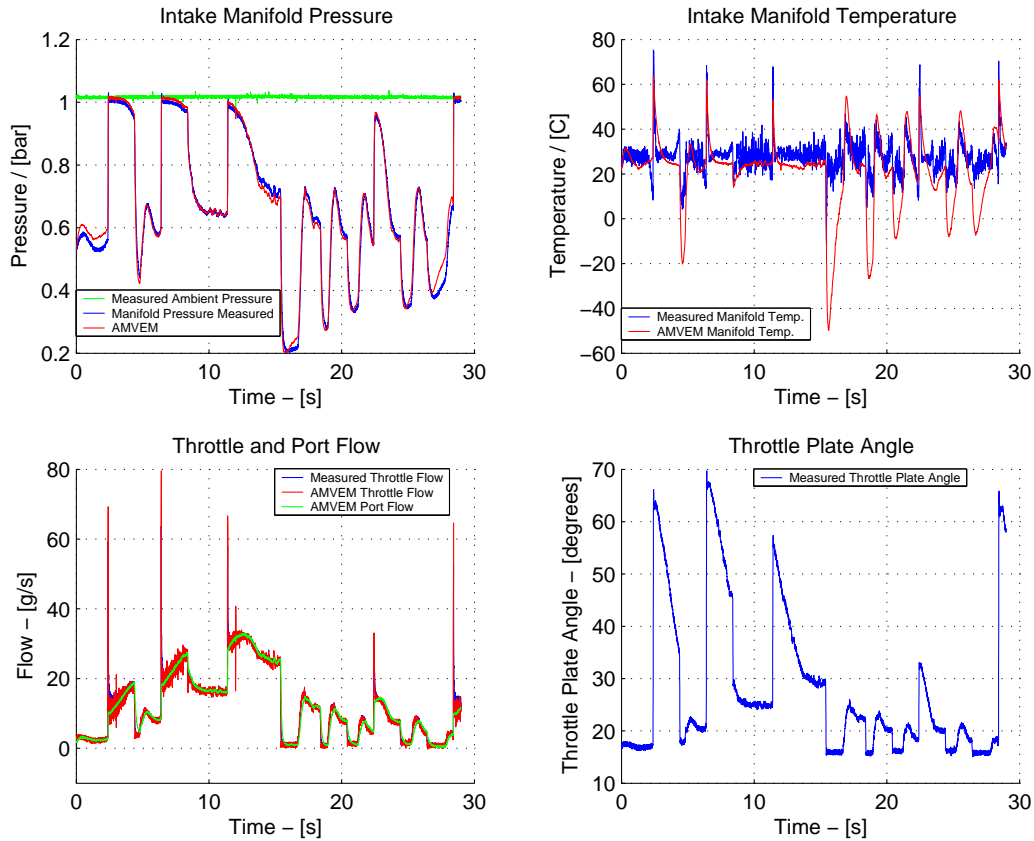 Intake Manifold Pressure
1.2
1
0.8
0.6
0.4
0.2
Pressure / [bar]
Measured Ambient Pressure
Manifold Pressure Measured
AMVEM
0 10 20 30
Time – [s]
Intake Manifold Temperature
80
60
40
20
0
−20
−40
−60
Temperature / [C]
Measured Manifold Temp.
AMVEM Manifold Temp.
0 10 20 30
Time – [s]
Throttle and Port Flow
80
60
40
20
0
Flow – [g/s]
Measured Throttle Flow
AMVEM Throttle Flow
AMVEM Port Flow
0 10 20 30
Time – [s]
Throttle Plate Angle
70
60
50
40
30
20
10
Throttle Plate Angle – [degrees]
Measured Throttle Plate Angle
0 10 20 30
Time – [s]